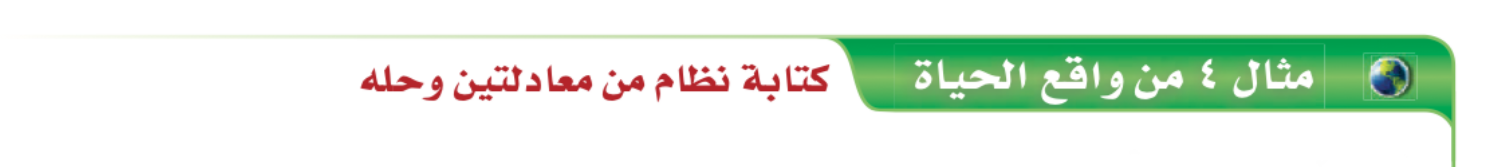 مثال ٤ من واقع الحياة كتابة نظام من معادلتين وحله